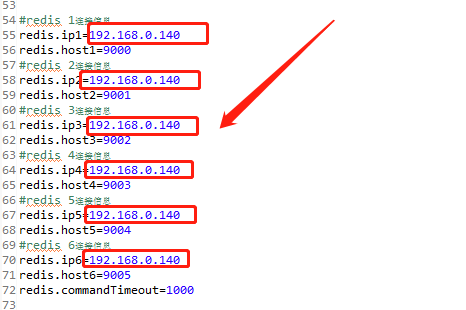 53
54 #redis 1连接信息
55 redis.ip1=192.168.0.140
56 redis.host1=9000
57 #redis 2连接信息
58 redis.ip2=192.168.0.140
59 redis.host2=9001
60 #redis 3连接信息
61 redis.ip3=192.168.0.140
62 redis.host3=9002
63 #redis 4连接信息
64 redis.ip4=192.168.0.140
65 redis.host4=9003
66 #redis 5连接信息
67 redis.ip5=192.168.0.140
68 redis.host5=9004
69 #redis 6连接信息
70 redis.ip6=192.168.0.140
71 redis.host6=9005
72 redis.commandTimeout=1000
73